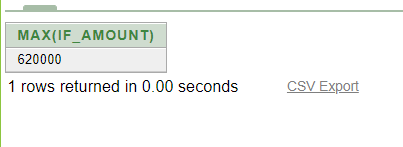 MAX(IF_AMOUNT)
620000
1 rows returned in 0.00 seconds CSV Export